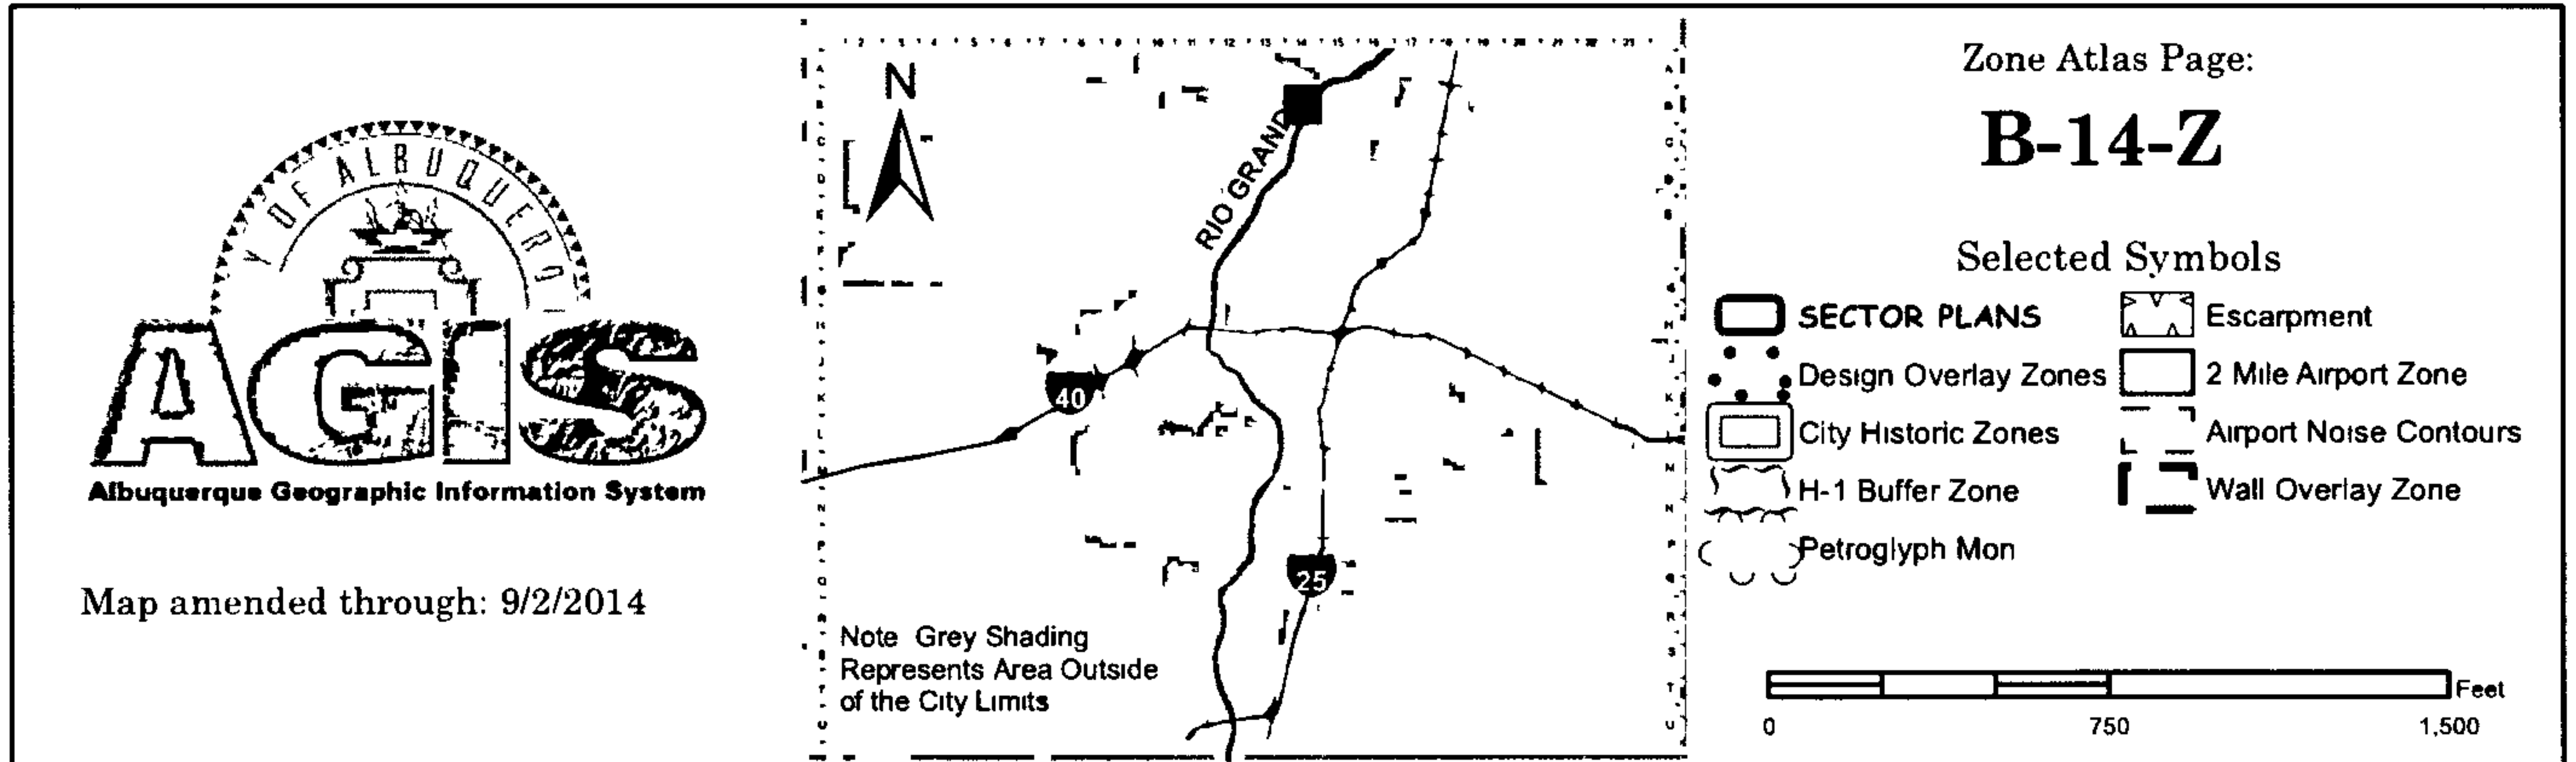 Y OF ALBUQUERQ
AGIS
Albuquerque Geographic Information System
Map amended through: 9/2/2014
N
RIO GRAND
40
25
Note Grey Shading
Represents Area Outside
of the City Limits
Zone Atlas Page:
B-14-Z
Selected Symbols
SECTOR PLANS
Design Overlay Zones
City Historic Zones
H-1 Buffer Zone
Petroglyph Mon
Escarpment
2 Mile Airport Zone
Airport Noise Contours
Wall Overlay Zone
Feet
0 750 1,500